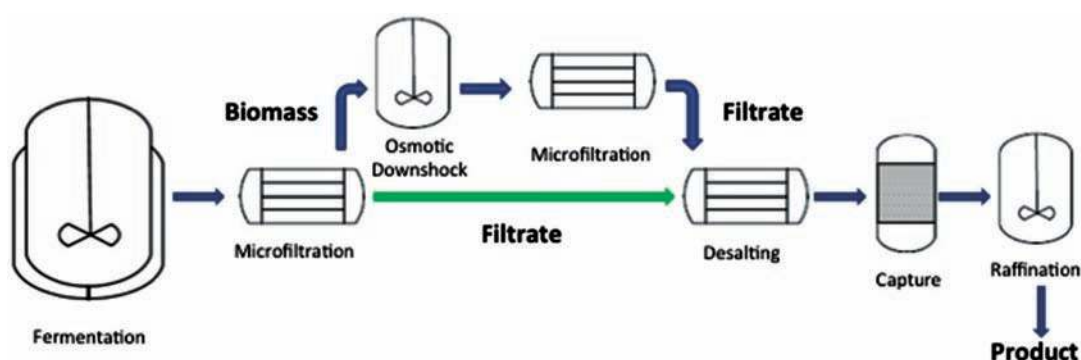 Biomass
Osmotic
Downshock
Microfiltration
Filtrate
Microfiltration
Filtrate
Desalting
Capture
Raffination
Fermentation
Product